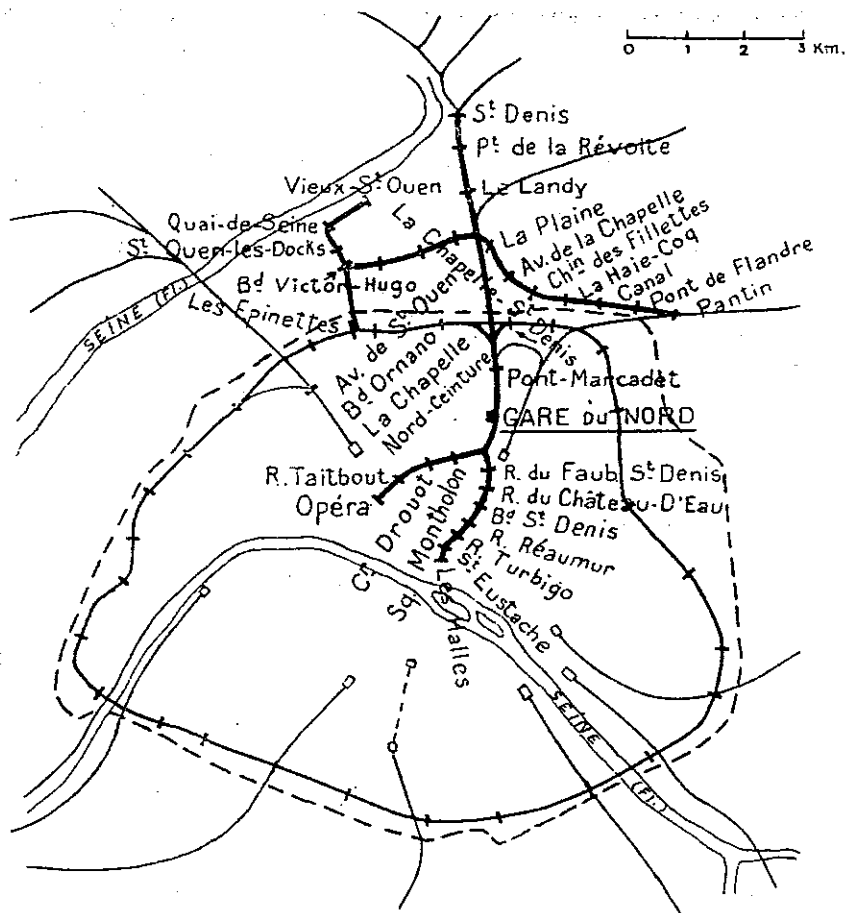 0 1 2 3 Km.
St Denis
Pt de la Révolte
Le Landy
Vieux-St Ouen
Quai-de-Seine
St Ouen-les-Docks
Bd Victor-Hugo
Les Epinettes
SEINE (Fl.)
La Plaine
Av. de la Chapelle
Chin des Fillettes
La Haie-Coq
Canal
Pont de Flandre
Pantin
La Chapelle-St Denis
Av. de St Ouen
Bd Ornano
La Chapelle
Nord-Ceinture
Pont-Marcadet
GARE DU NORD
R. Taitbout
Opéra
Ct Drouot
Sq. Montholon
R. du Faub. St Denis
R. du Château-D'Eau
Bd St Denis
R. Réaumur
R. Turbigo
St Eustache
Les Halles
SEINE (Fl.)